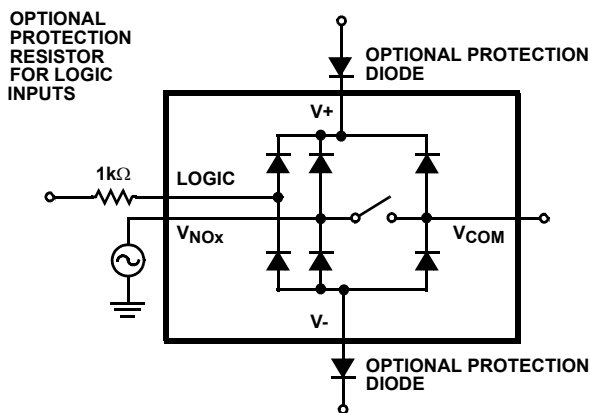 OPTIONAL
PROTECTION
RESISTOR
FOR LOGIC
INPUTS
OPTIONAL PROTECTION
DIODE
V+
1kΩ
LOGIC
VNOx
VCOM
V-
OPTIONAL PROTECTION
DIODE